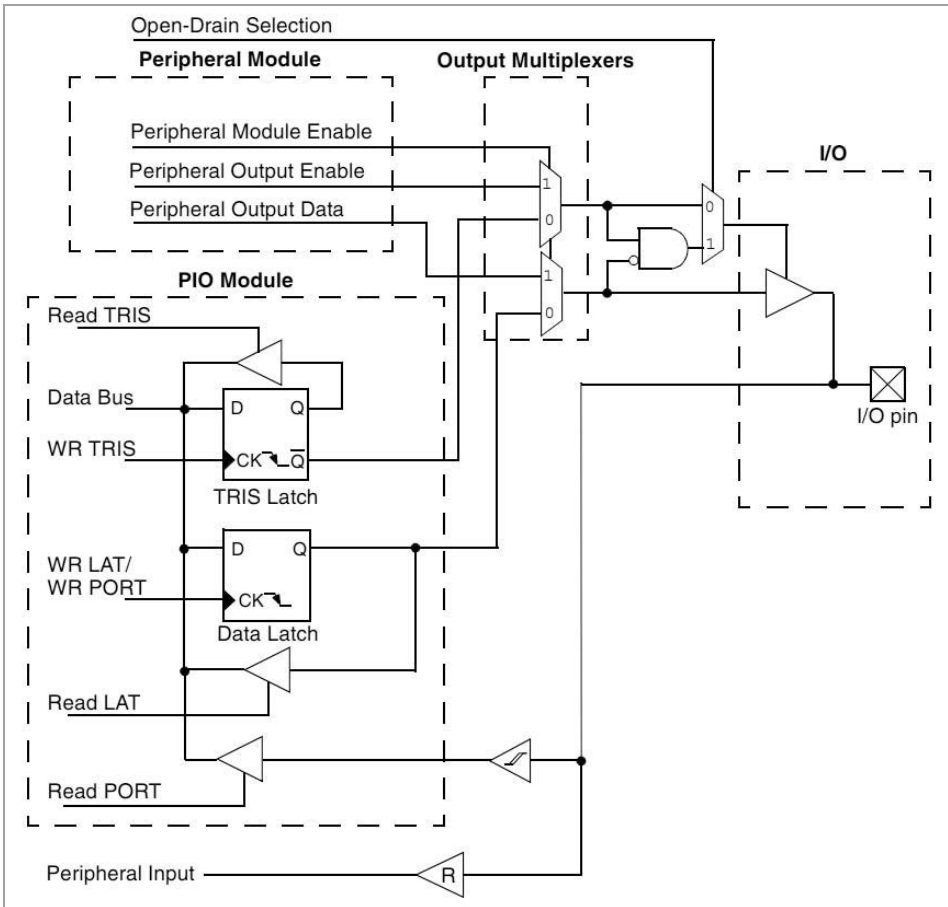 Open-Drain Selection
Peripheral Module
Output Multiplexers
Peripheral Module Enable
Peripheral Output Enable
Peripheral Output Data
I/O
1
0
0
1
1
0
PIO Module
Read TRIS
Data Bus
D
Q
WR TRIS
CK
Q̅
TRIS Latch
I/O pin
D
Q
WR LAT/
WR PORT
CK
Data Latch
Read LAT
Read PORT
Peripheral Input
R